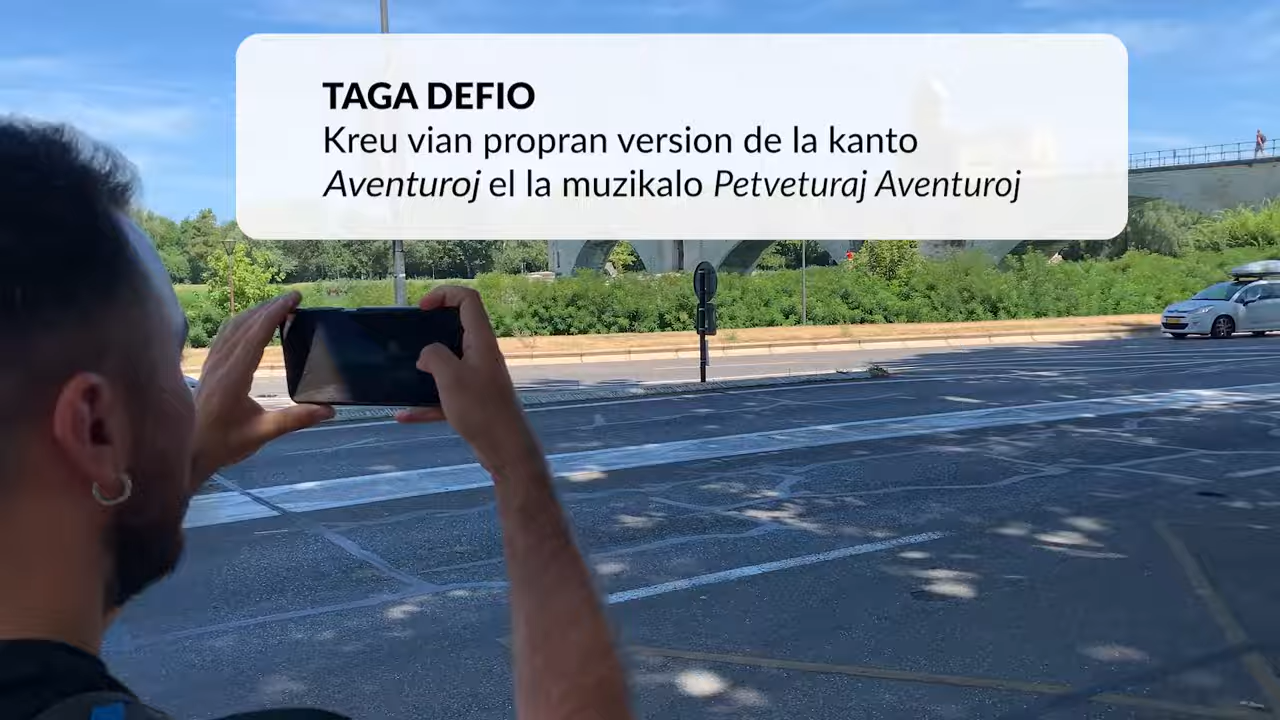 TAGA DEFIO
Kreu vian propran version de la kanto
Aventuroj el la muzikalo Petveturaj Aventuroj